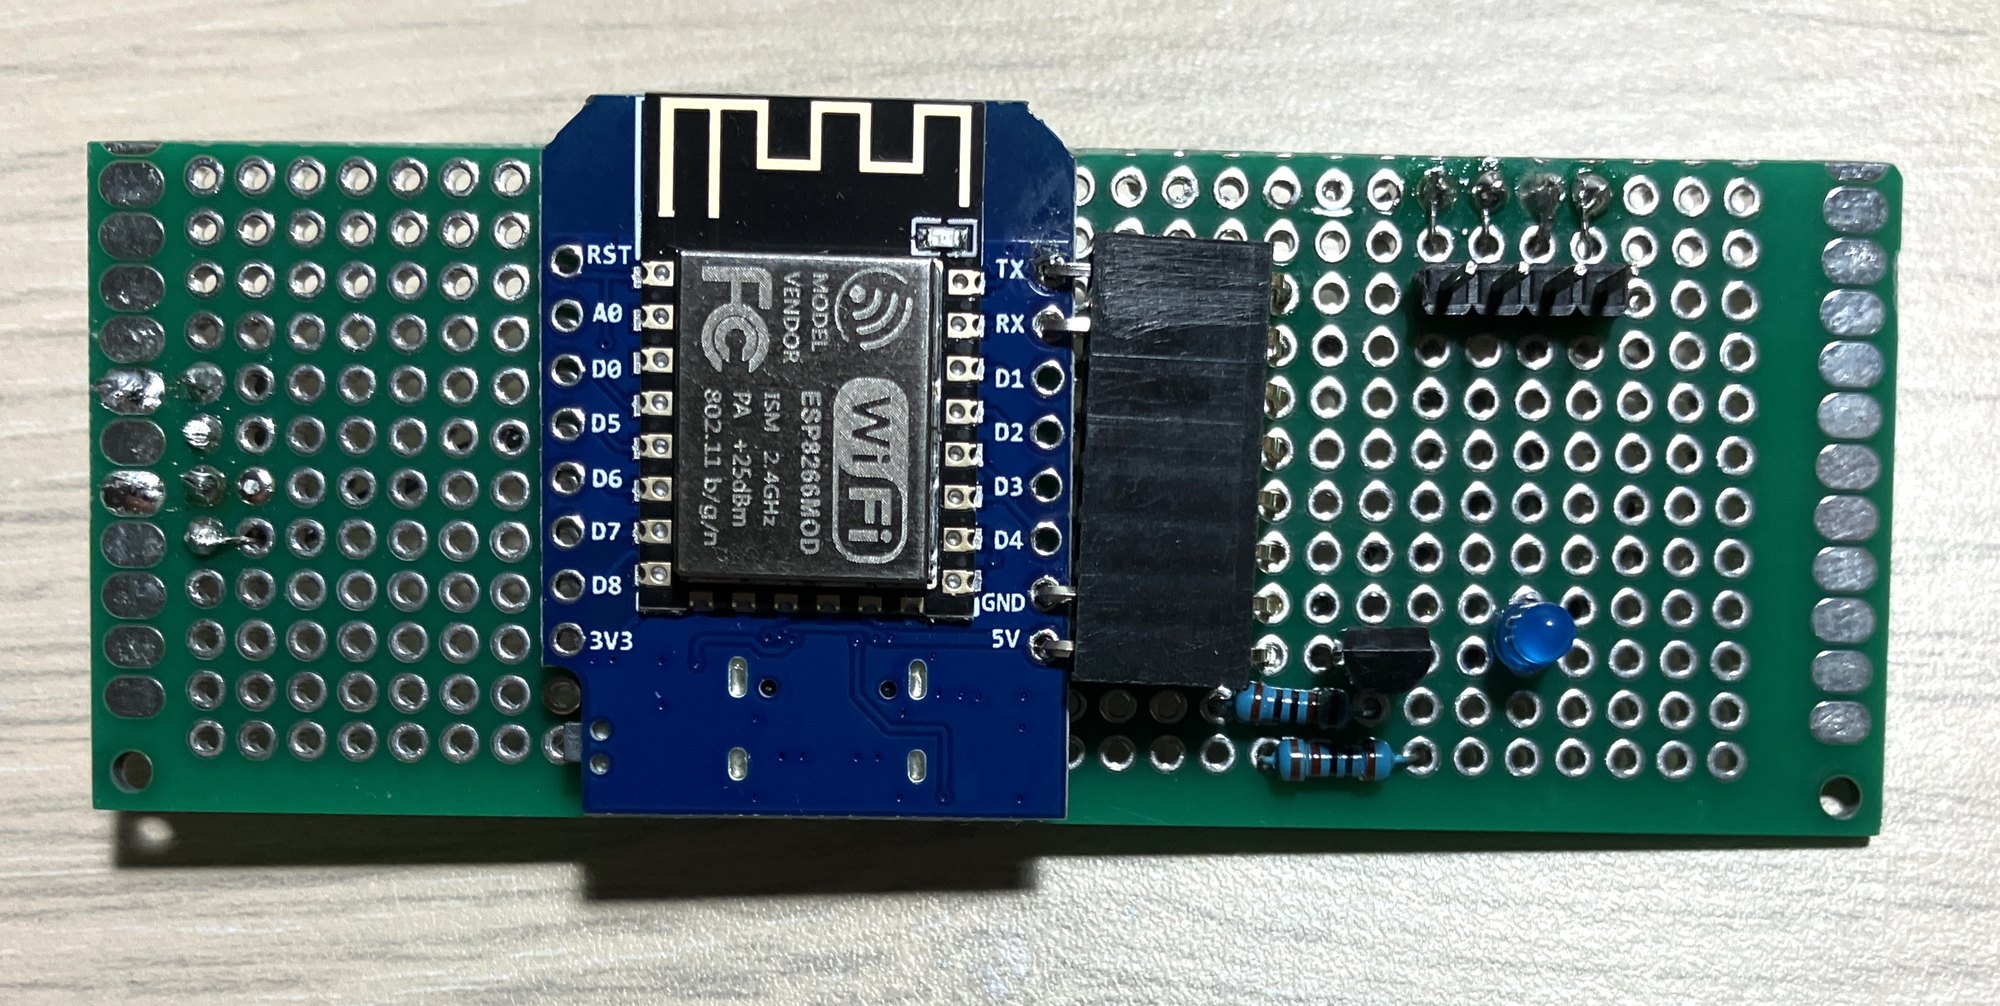 RST
A0
D0
D5
D6
D7
D8
3V3
MODEL
VENDOR
ESP8266MOD
ISM 2.4GHz
PA +25dBm
802.11 b/g/n
FC
WiFi
TX
RX
D1
D2
D3
D4
GND
5V